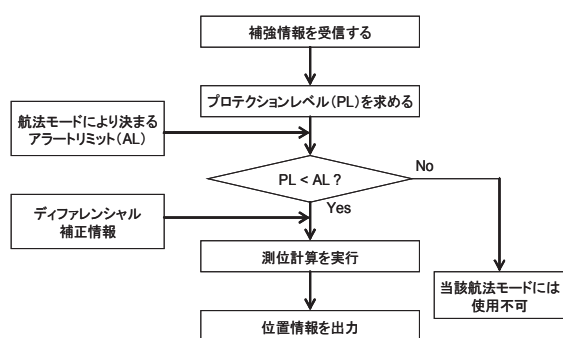 補強情報を受信する
プロテクションレベル(PL)を求める
航法モードにより決まる
アラートリミット(AL)
PL < AL ?
No
Yes
ディファレンシャル
補正情報
測位計算を実行
当該航法モードには
使用不可
位置情報を出力